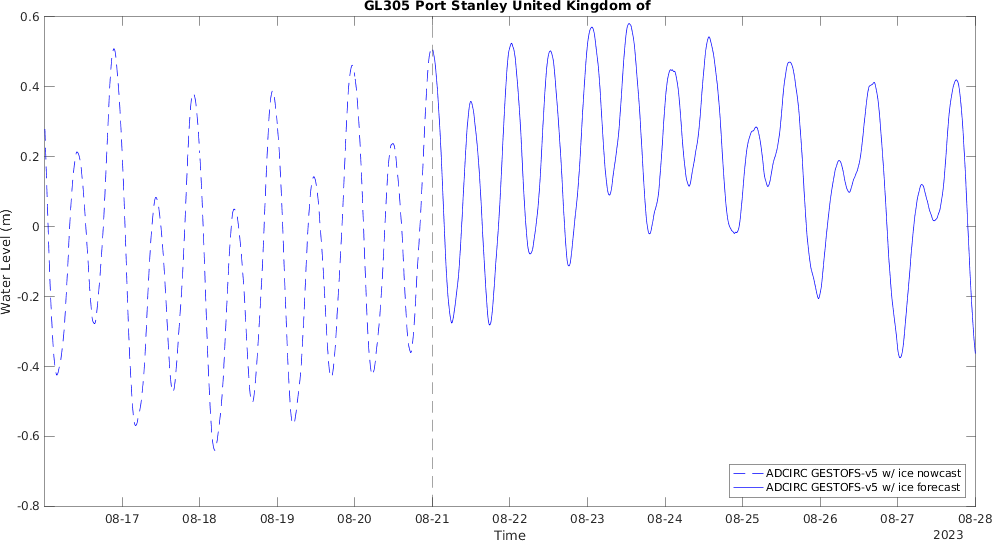 GL305 Port Stanley United Kingdom of
0.6
0.4
0.2
0
-0.2
-0.4
-0.6
-0.8
Water Level (m)
ADCIRC GESTOFS-v5 w/ ice nowcast
ADCIRC GESTOFS-v5 w/ ice forecast
08-17 08-18 08-19 08-20 08-21 08-22 08-23 08-24 08-25 08-26 08-27 08-28
Time
2023